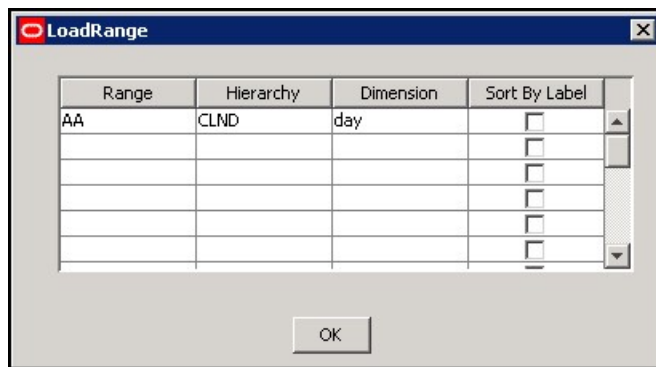 LoadRange
Range Hierarchy Dimension Sort By Label
AA CLND day
OK